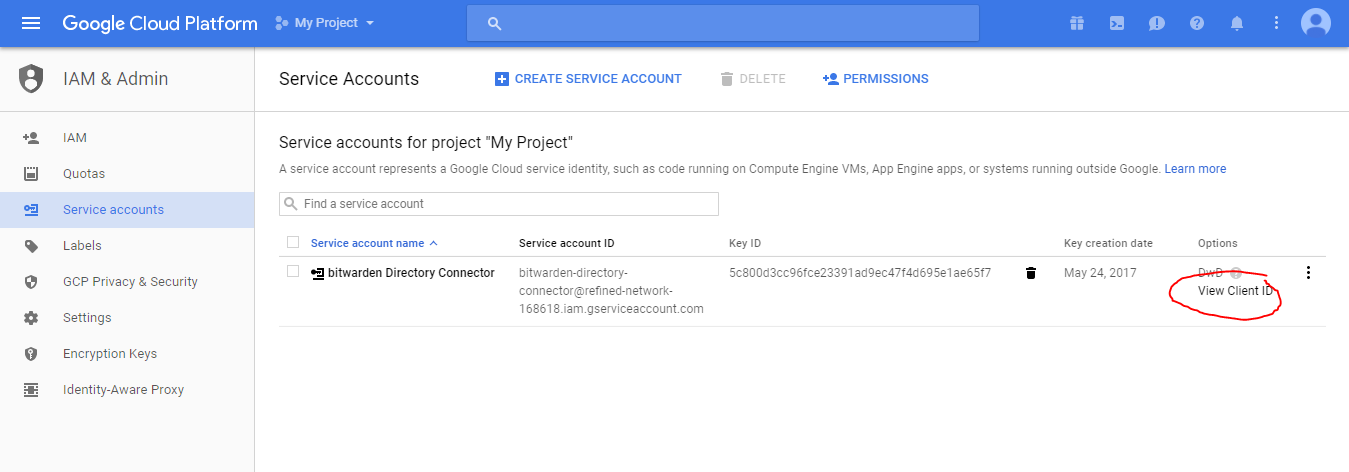 Google Cloud Platform My Project
IAM & Admin
Service Accounts CREATE SERVICE ACCOUNT DELETE PERMISSIONS
IAM
Quotas
Service accounts
Labels
GCP Privacy & Security
Settings
Encryption Keys
Identity-Aware Proxy
Service accounts for project "My Project"
A service account represents a Google Cloud service identity, such as code running on Compute Engine VMs, App Engine apps, or systems running outside Google. Learn more
Find a service account
Service account name Service account ID Key ID Key creation date Options
bitwarden Directory Connector bitwarden-directory- 5c800d3cc96fce23391ad9ec47f4d695e1ae65f7 May 24, 2017 DwD
connector@refined-network- View Client ID
168618.iam.gserviceaccount.com